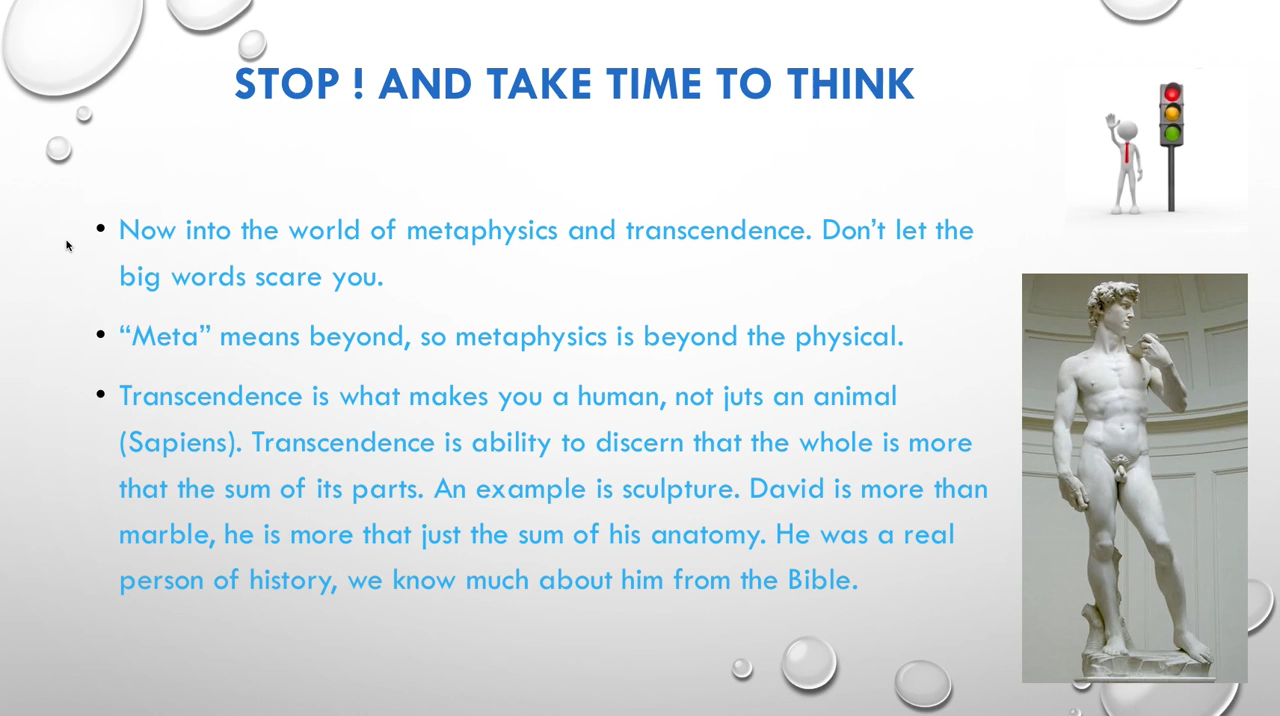 STOP ! AND TAKE TIME TO THINK
• Now into the world of metaphysics and transcendence. Don’t let the
big words scare you.
• “Meta” means beyond, so metaphysics is beyond the physical.
• Transcendence is what makes you a human, not juts an animal
(Sapiens). Transcendence is ability to discern that the whole is more
that the sum of its parts. An example is sculpture. David is more than
marble, he is more that just the sum of his anatomy. He was a real
person of history, we know much about him from the Bible.